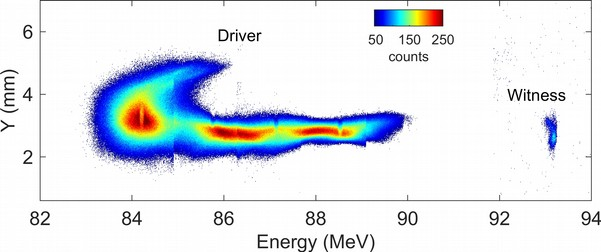 Driver
50 150 250
counts
Witness
6
4
2
Y (mm)
82 84 86 88 90 92 94
Energy (MeV)